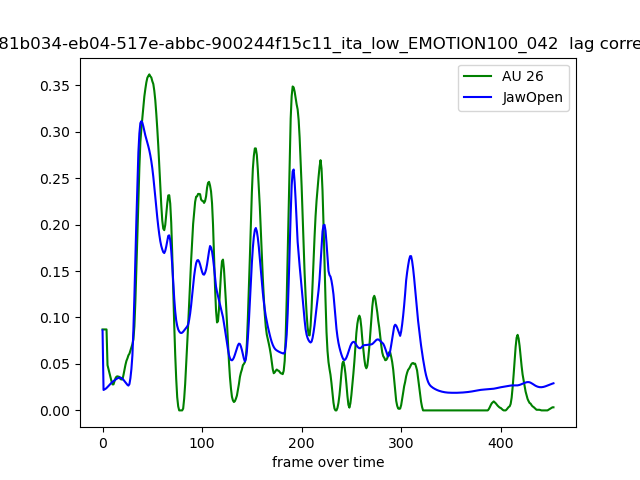 81b034-eb04-517e-abbc-900244f15c11_ita_low_EMOTION100_042  lag corre
AU 26
JawOpen
0.35
0.30
0.25
0.20
0.15
0.10
0.05
0.00
0 100 200 300 400
frame over time